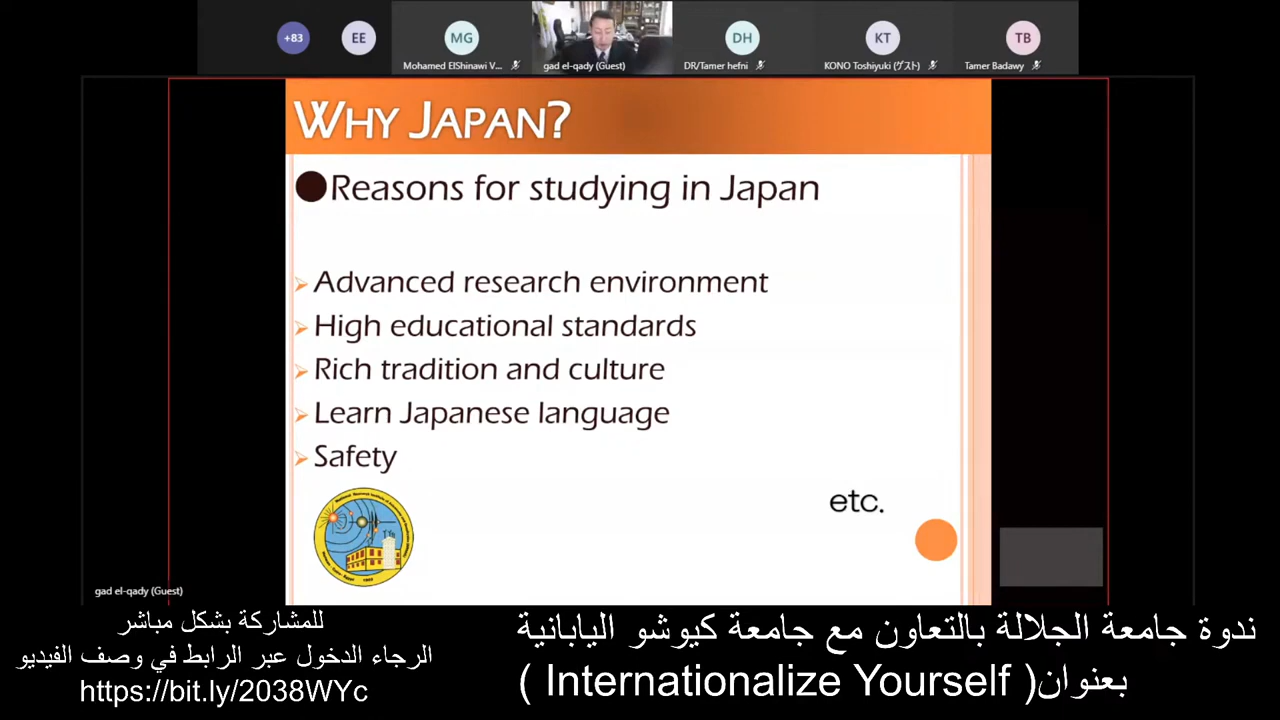 +83
EE
MG
DH
KT
TB
Mohamed ElShinawi V...
gad el-qady (Guest)
DR/Tamer hefni
KONO Toshiyuki (ゲスト)
Tamer Badawy
WHY JAPAN?
Reasons for studying in Japan
Advanced research environment
High educational standards
Rich tradition and culture
Learn Japanese language
Safety
etc.
gad el-qady (Guest)
للمشاركة بشكل مباشر
الرجاء الدخول عبر الرابط في وصف الفيديو
https://bit.ly/2038WYc
ندوة جامعة الجلالة بالتعاون مع جامعة كيوشو اليابانية
بعنوان( Internationalize Yourself )